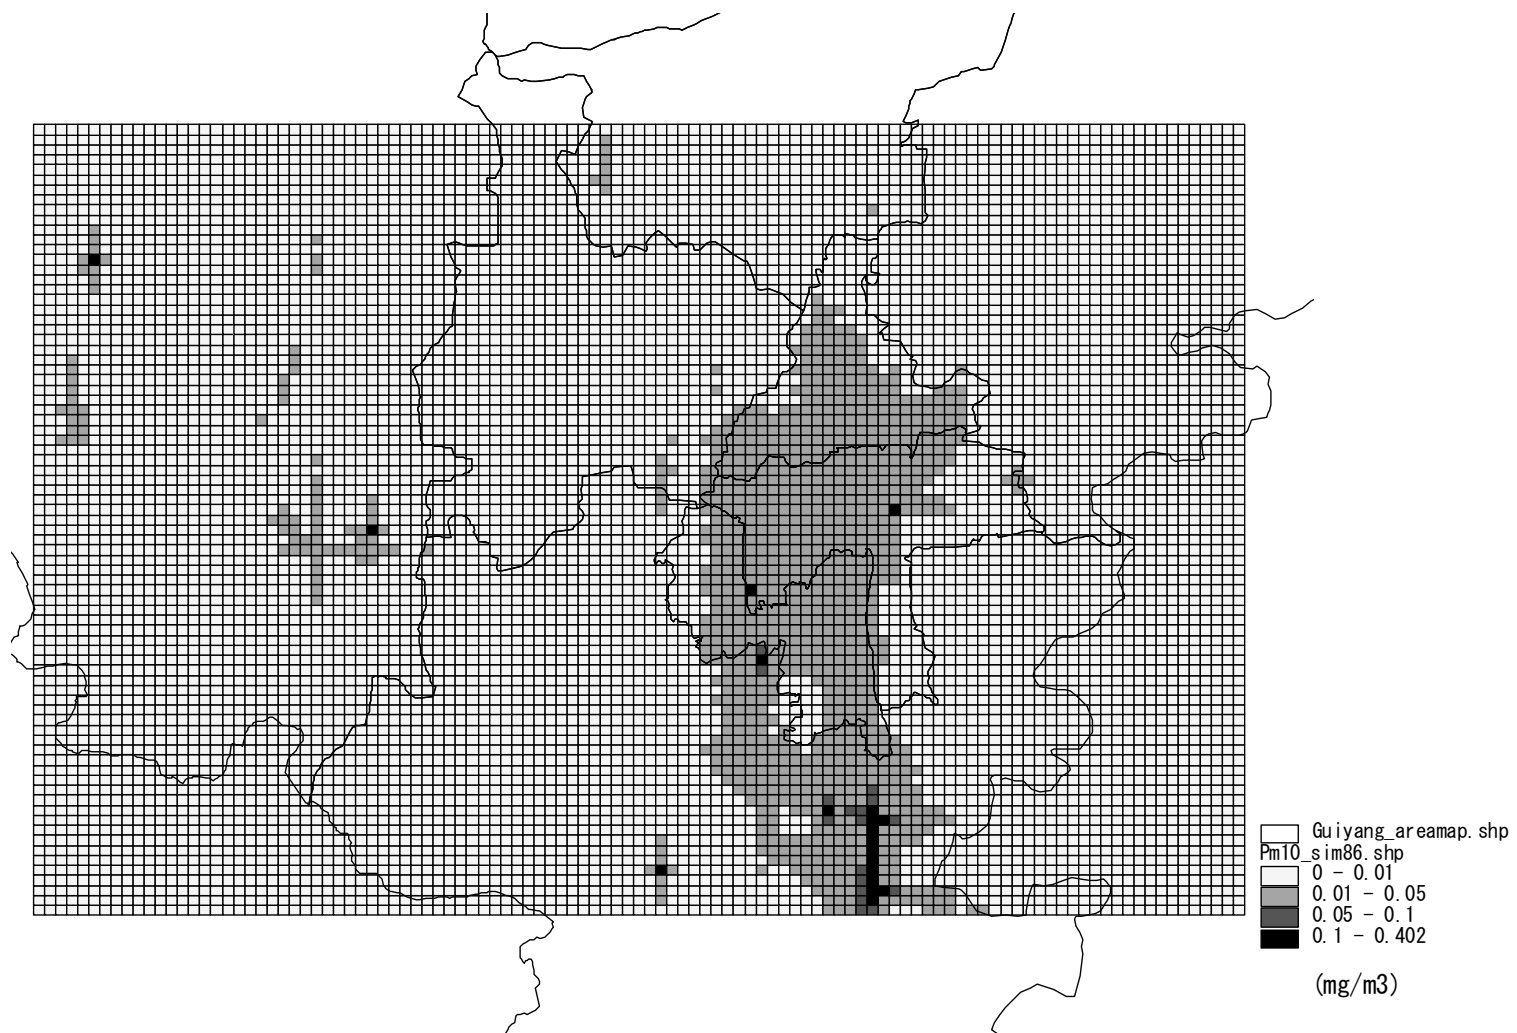 Guiyang_areamap.shp
Pm10_sim86.shp
0 - 0.01
0.01 - 0.05
0.05 - 0.1
0.1 - 0.402
(mg/m3)